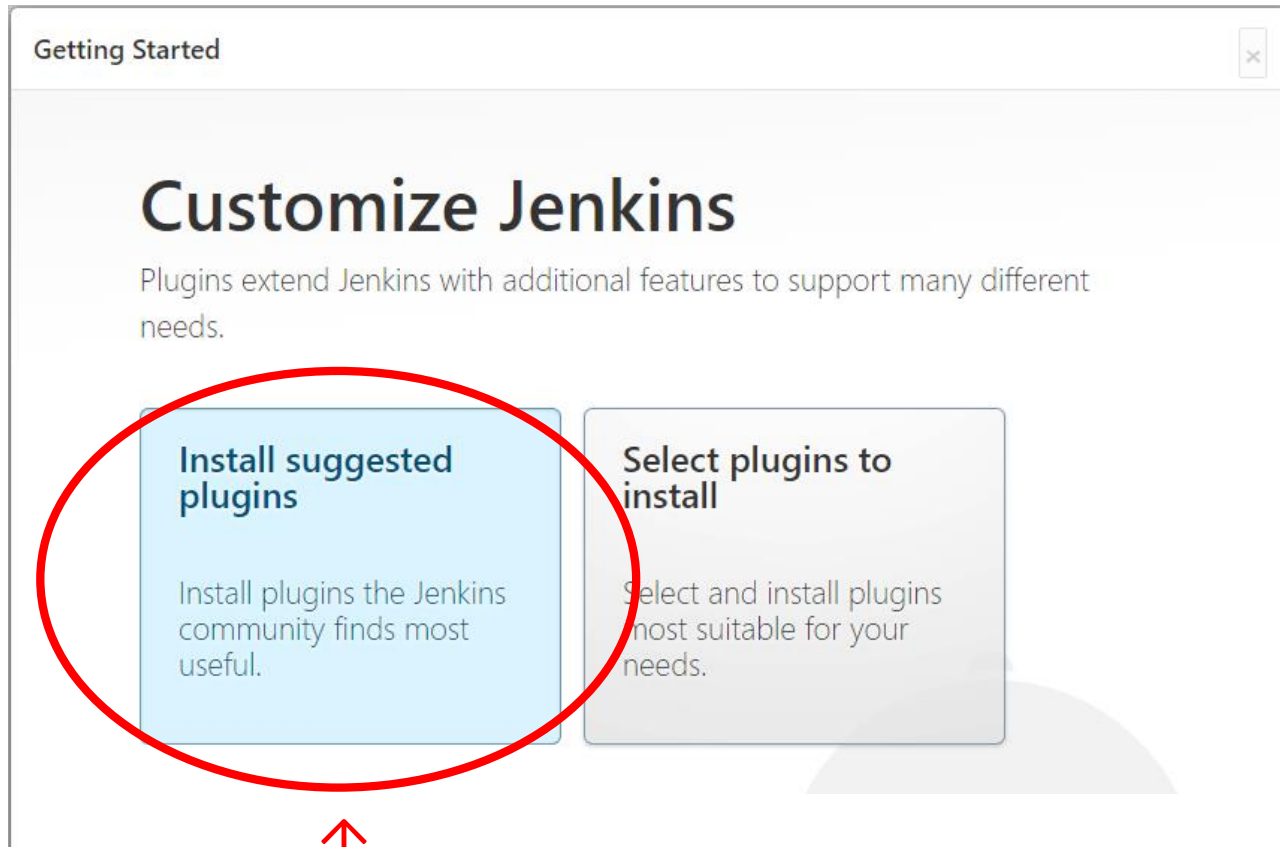 Getting Started
×
Customize Jenkins
Plugins extend Jenkins with additional features to support many different
needs.
Install suggested
plugins
Install plugins the Jenkins
community finds most
useful.
Select plugins to
install
Select and install plugins
most suitable for your
needs.